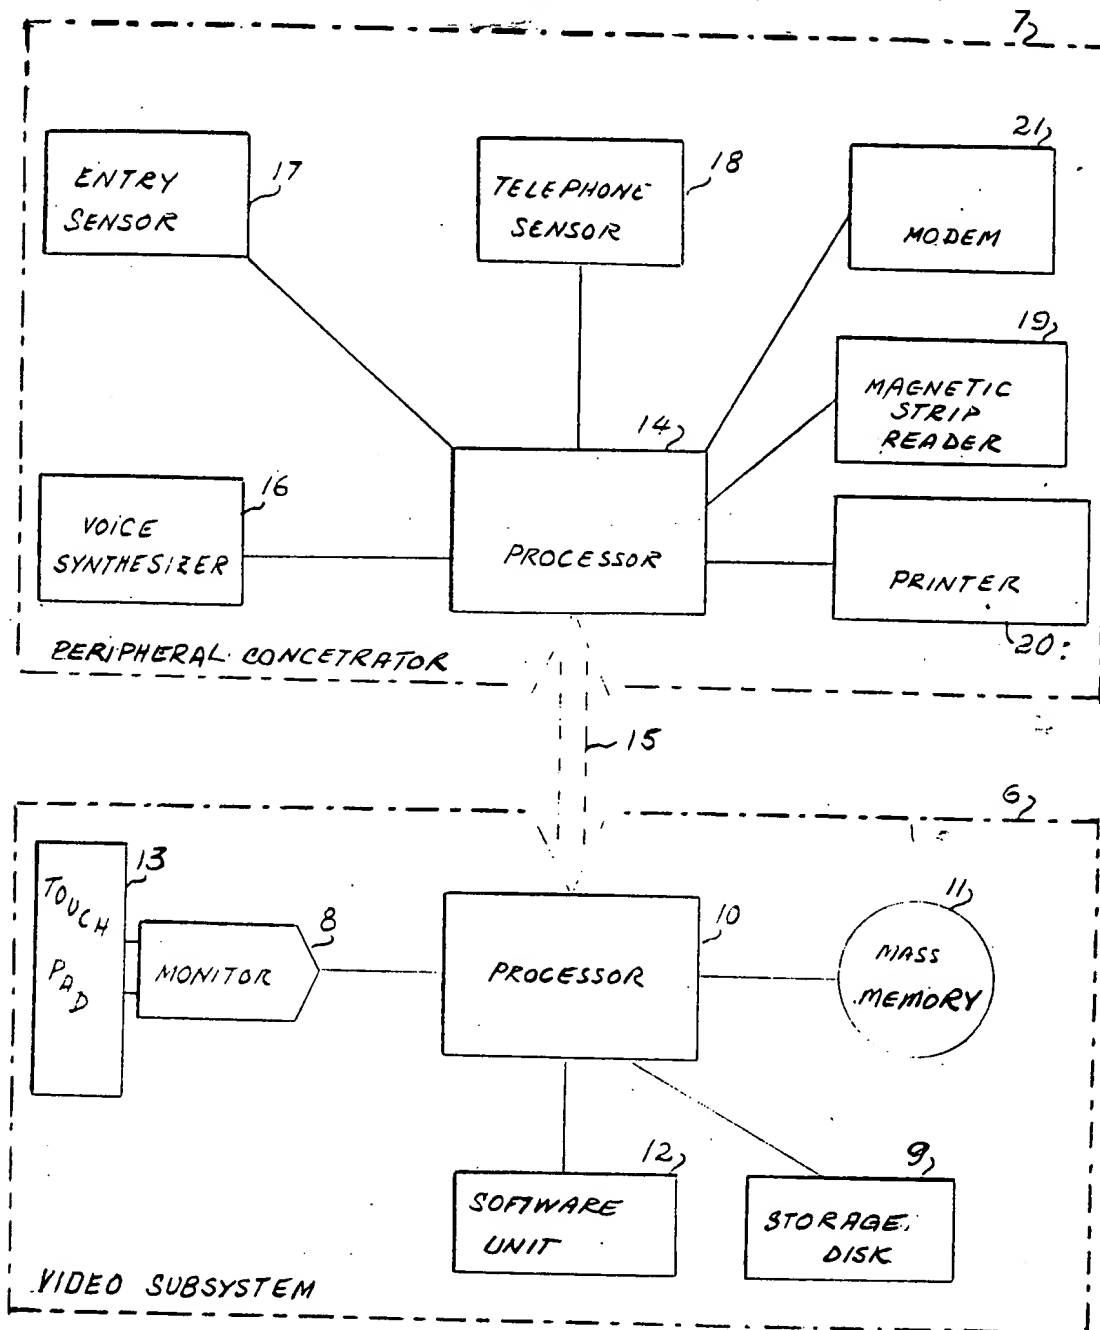 7
ENTRY
SENSOR
17
TELEPHONE
SENSOR
18
21
MODEM
19
MAGNETIC
STRIP
READER
14
PROCESSOR
16
VOICE
SYNTHESIZER
PRINTER
20
PERIPHERAL CONCETRATOR
15
6
13
TOUCH
PAD
8
MONITOR
10
PROCESSOR
11
MASS
MEMORY
12
SOFTWARE
UNIT
9
STORAGE
DISK
VIDEO SUBSYSTEM